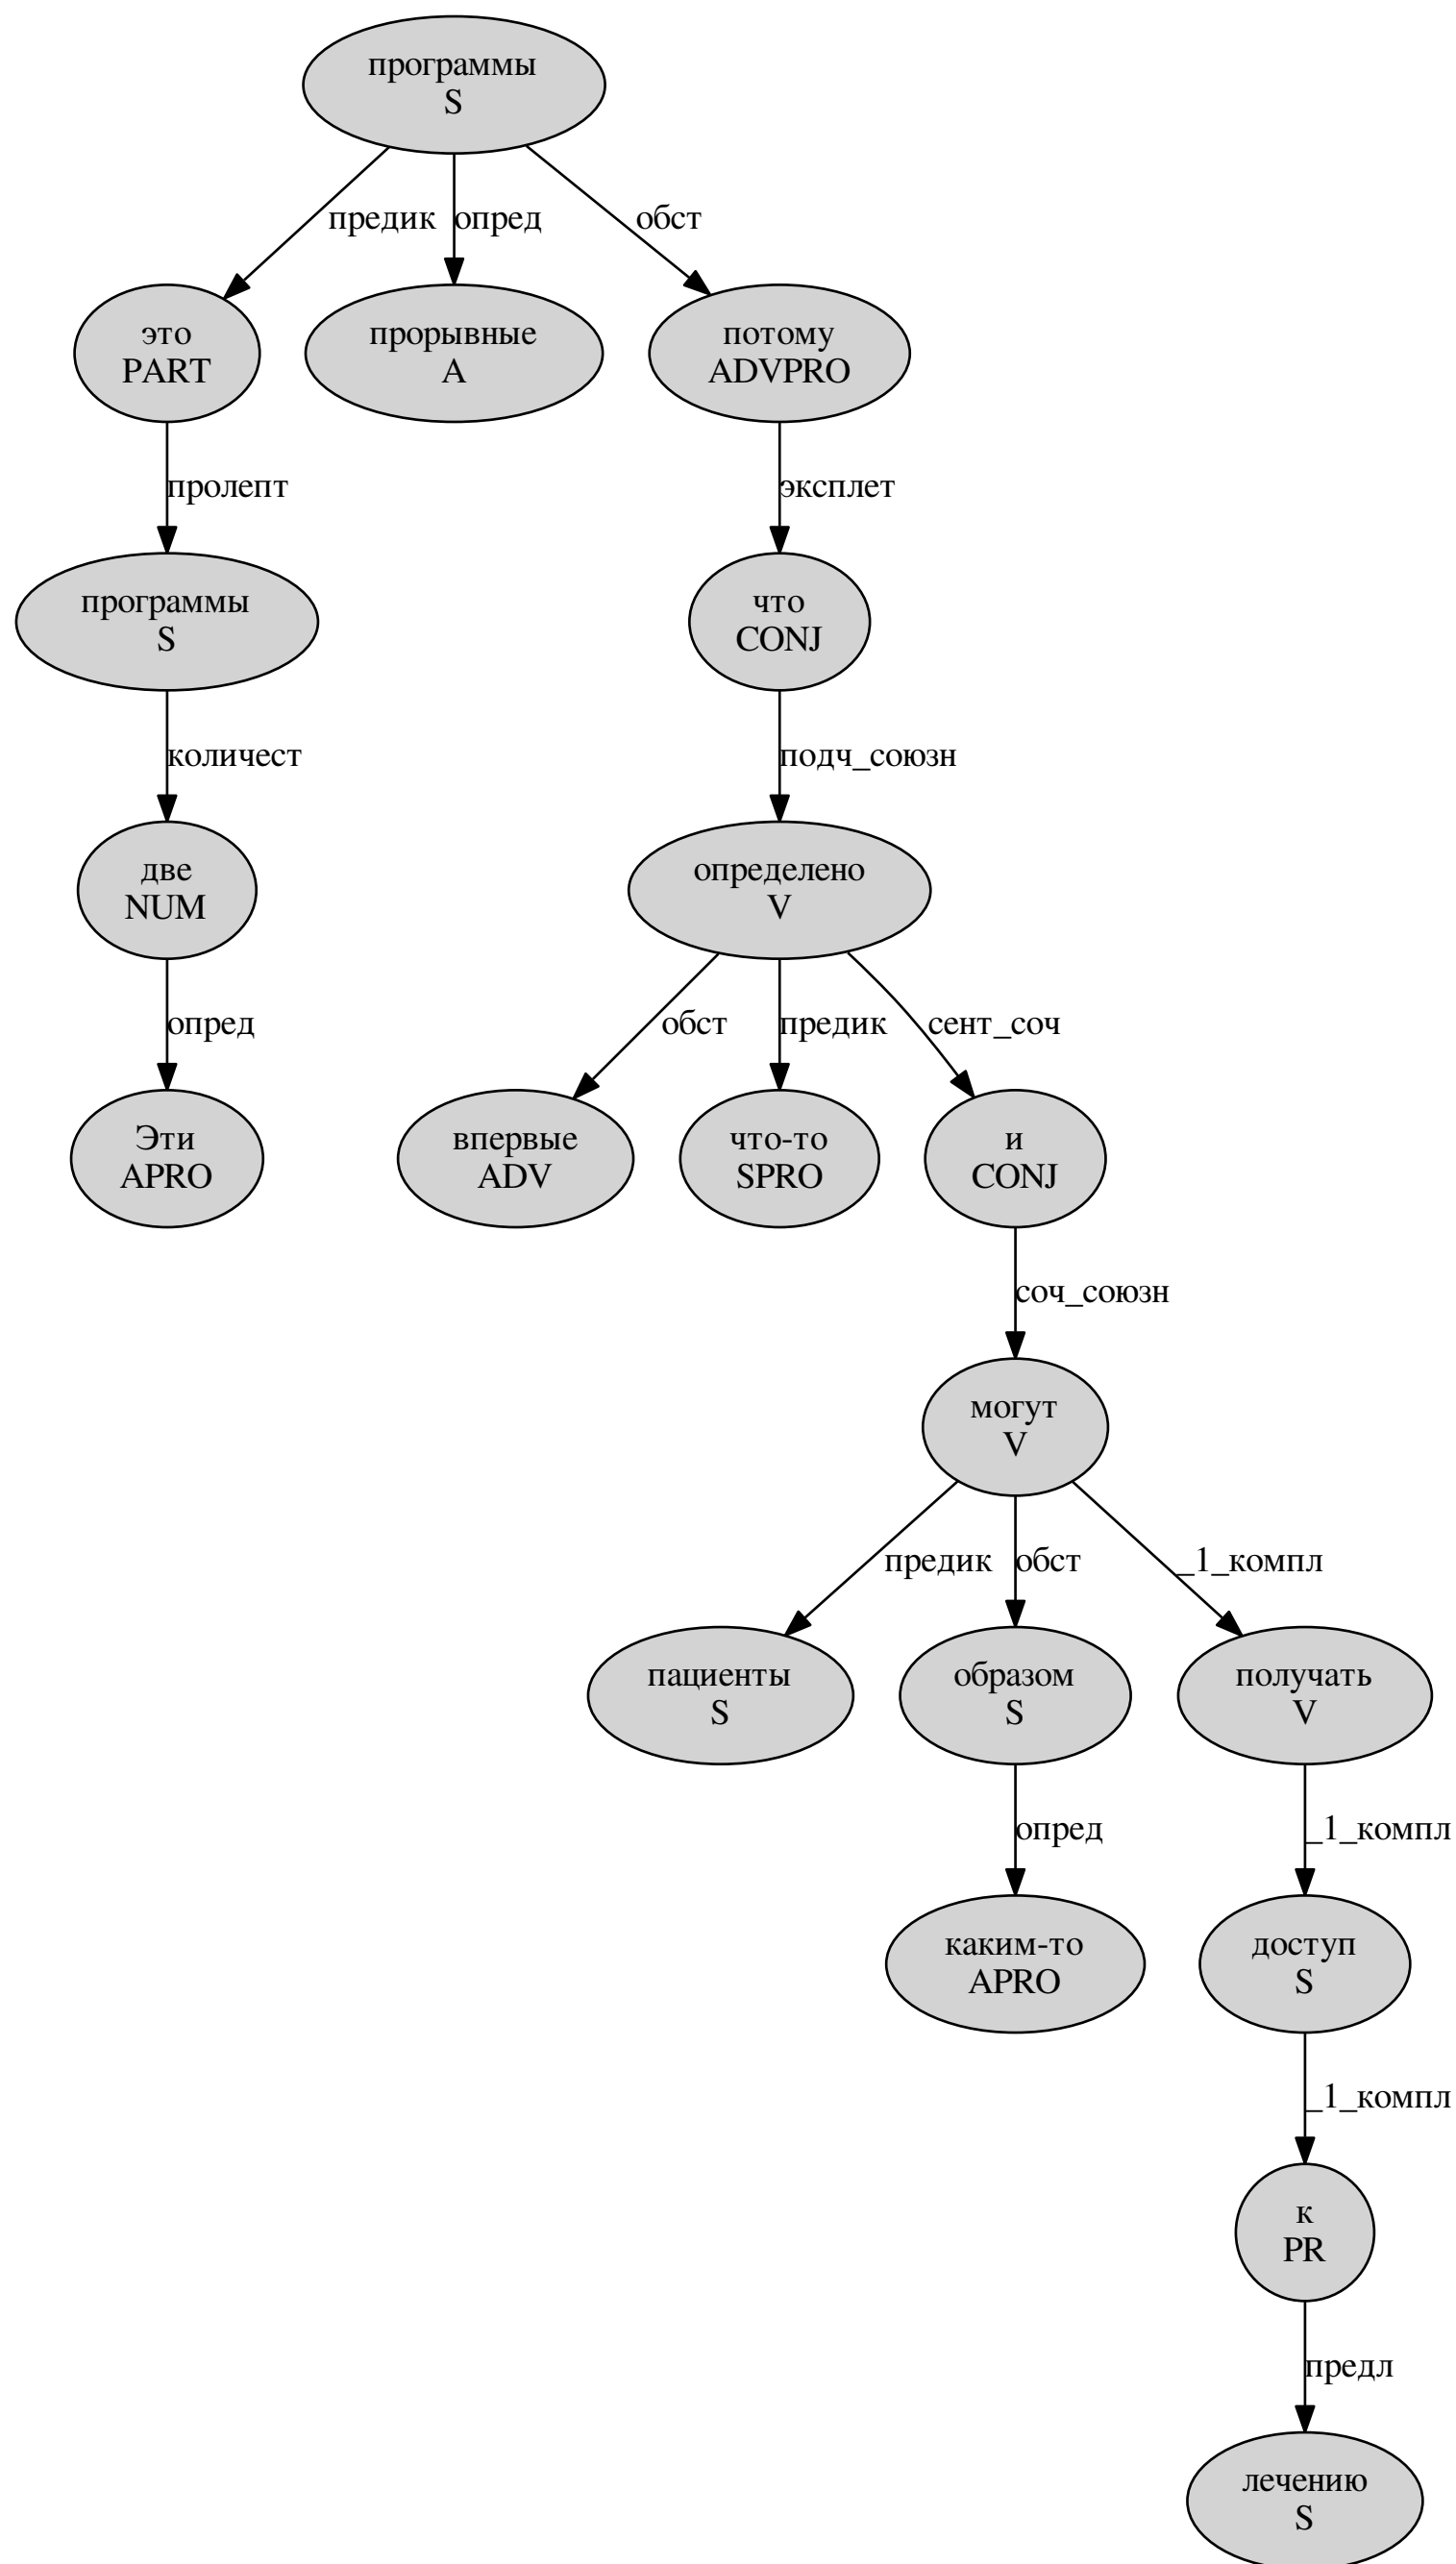 программы
S
предик
опред
обст
это
PART
прорывные
A
потому
ADVPRO
пролепт
эксплет
программы
S
что
CONJ
количест
подч_союзн
две
NUM
определено
V
опред
обст
предик
сент_соч
Эти
APRO
впервые
ADV
что-то
SPRO
и
CONJ
соч_союзн
могут
V
предик
обст
_1_компл
пациенты
S
образом
S
получать
V
опред
_1_компл
каким-то
APRO
доступ
S
_1_компл
к
PR
предл
лечению
S